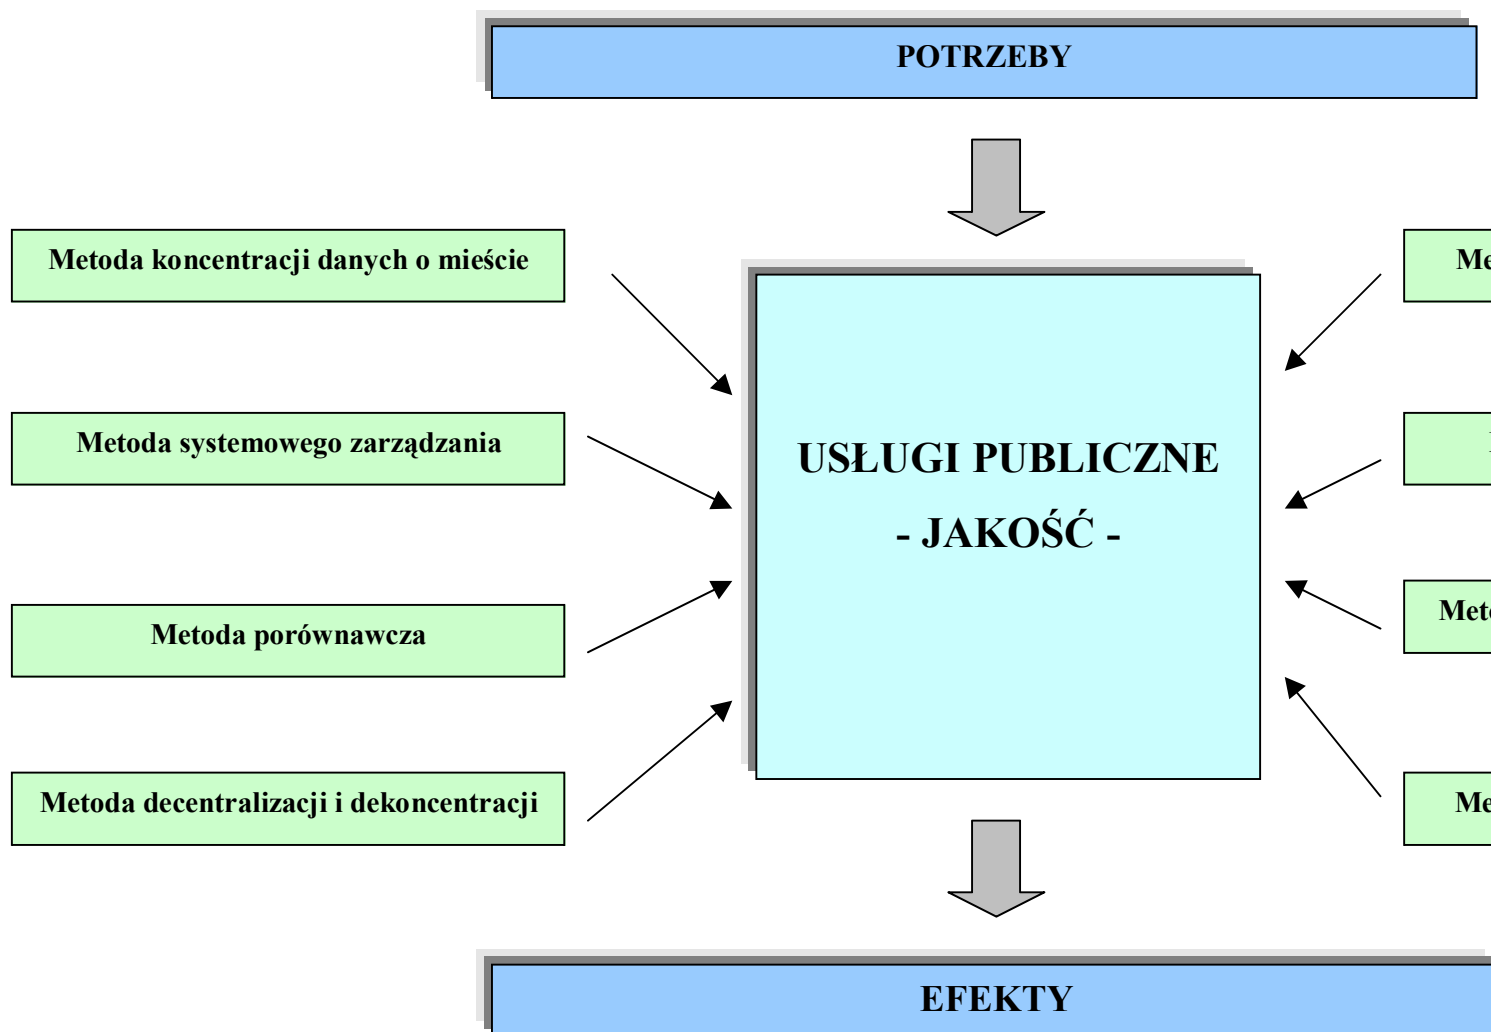 POTRZEBY
Metoda koncentracji danych o mieście
Metoda systemowego zarządzania
USŁUGI PUBLICZNE
- JAKOŚĆ -
Metoda porównawcza
Metoda decentralizacji i dekoncentracji
EFEKTY